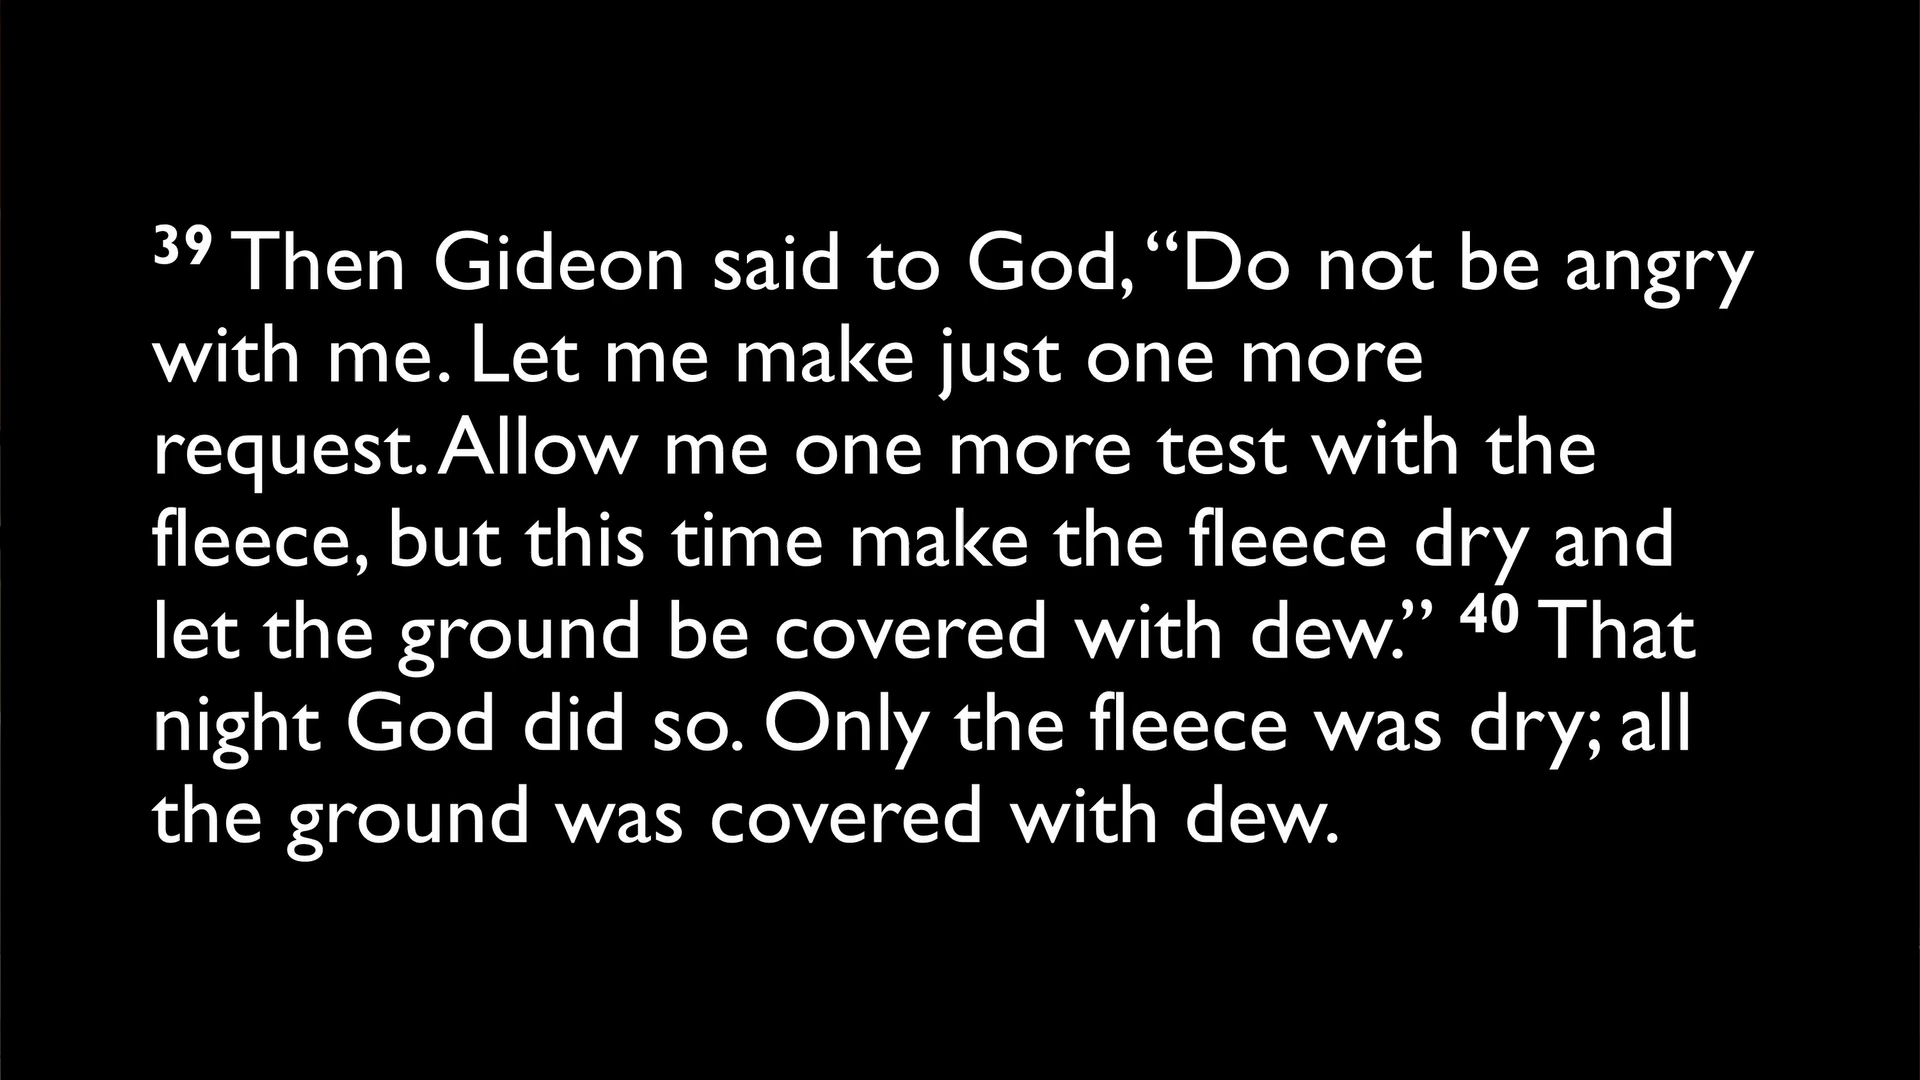 39 Then Gideon said to God, “Do not be angry
with me. Let me make just one more
request. Allow me one more test with the
fleece, but this time make the fleece dry and
let the ground be covered with dew.” 40 That
night God did so. Only the fleece was dry; all
the ground was covered with dew.